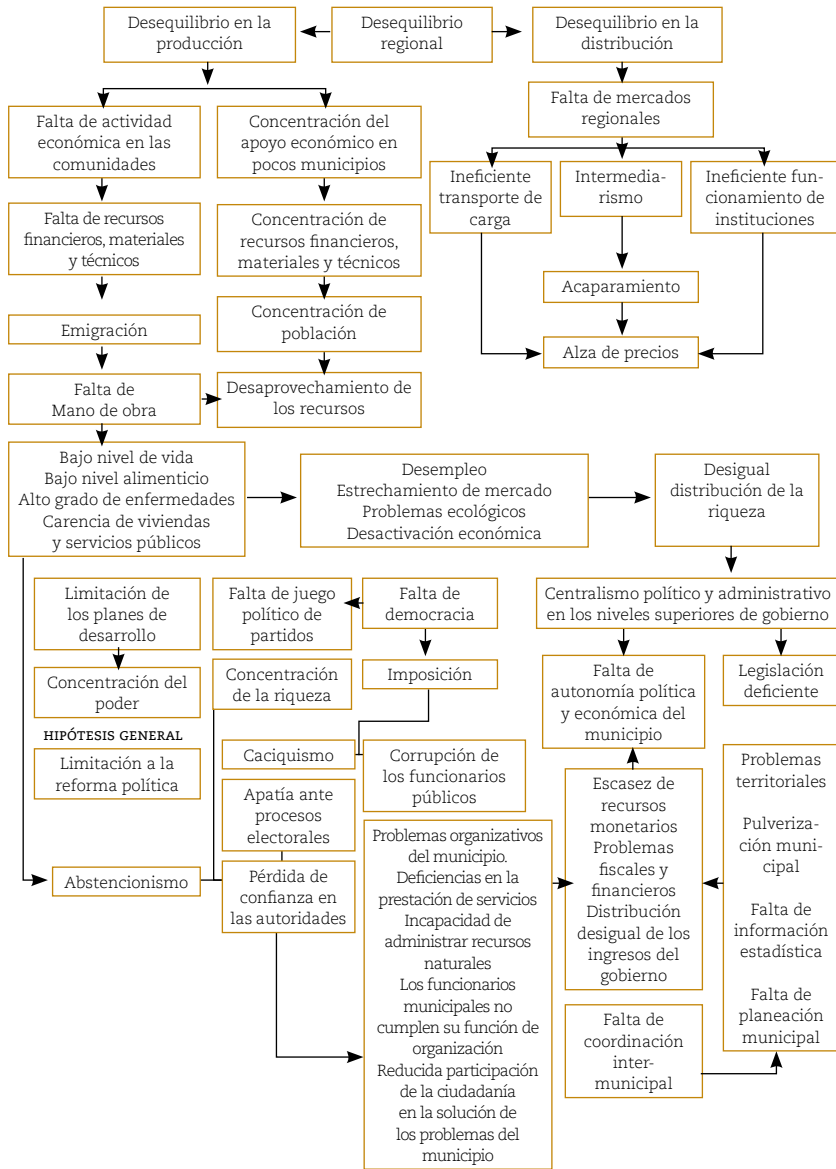 Desequilibrio en la
producción
Desequilibrio
regional
Desequilibrio en la
distribución
Falta de actividad
económica en las
comunidades
Concentración del
apoyo económico en
pocos municipios
Falta de mercados
regionales
Ineficiente
transporte de
carga
Intermedia-
rismo
Ineficiente fun-
cionamiento de
instituciones
Falta de recursos
financieros, materiales
y técnicos
Concentración de
recursos financieros,
materiales y técnicos
Acaparamiento
Emigración
Concentración de
población
Alza de precios
Falta de
Mano de obra
Desaprovechamiento de
los recursos
Bajo nivel de vida
Bajo nivel alimenticio
Alto grado de enfermedades
Carencia de viviendas
y servicios públicos
Desempleo
Estrechamiento de mercado
Problemas ecológicos
Desactivación económica
Desigual
distribución de la
riqueza
Limitación de
los planes de
desarrollo
Falta de juego
político de
partidos
Falta de
democracia
Centralismo político y administrativo
en los niveles superiores de gobierno
Concentración del
poder
Concentración
de la riqueza
Imposición
Falta de
autonomía política
y económica del
municipio
Legislación
deficiente
HIPÓTESIS GENERAL
Limitación a la
reforma política
Caciquismo
Corrupción de
los funcionarios
públicos
Apatía ante
procesos
electorales
Abstencionismo
Pérdida de
confianza en
las autoridades
Problemas organizativos
del municipio.
Deficiencias en la
prestación de servicios
Incapacidad de
administrar recursos
naturales
Los funcionarios
municipales no
cumplen su función de
organización
Reducida participación
de la ciudadanía
en la solución de
los problemas del
municipio
Escasez de
recursos
monetarios
Problemas
fiscales y
financieros
Distribución
desigual de los
ingresos del
gobierno
Problemas
territoriales
Pulveriza-
ción muni-
cipal
Falta de
información
estadística
Falta de
planeación
municipal
Falta de
coordinación
inter-
municipal